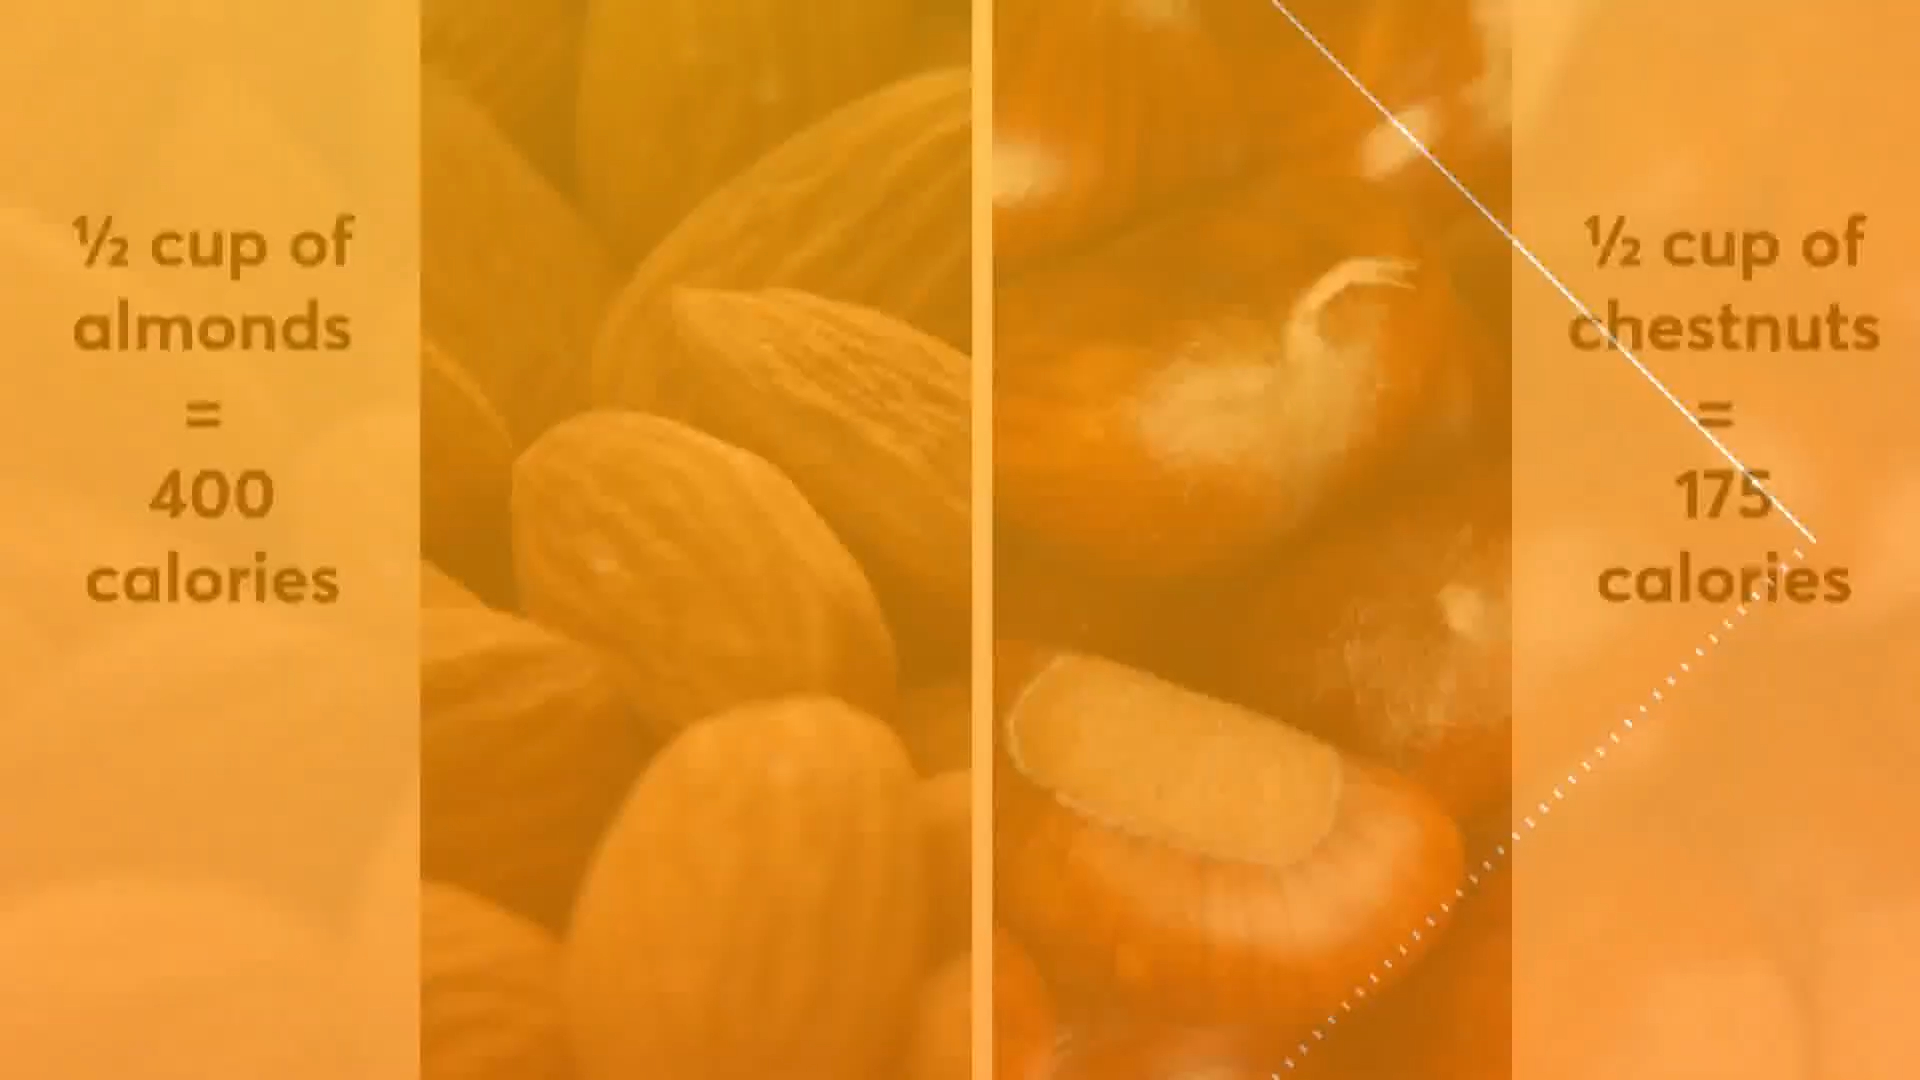 ½ cup of
almonds
=
400
calories
½ cup of
chestnuts
=
175
calories